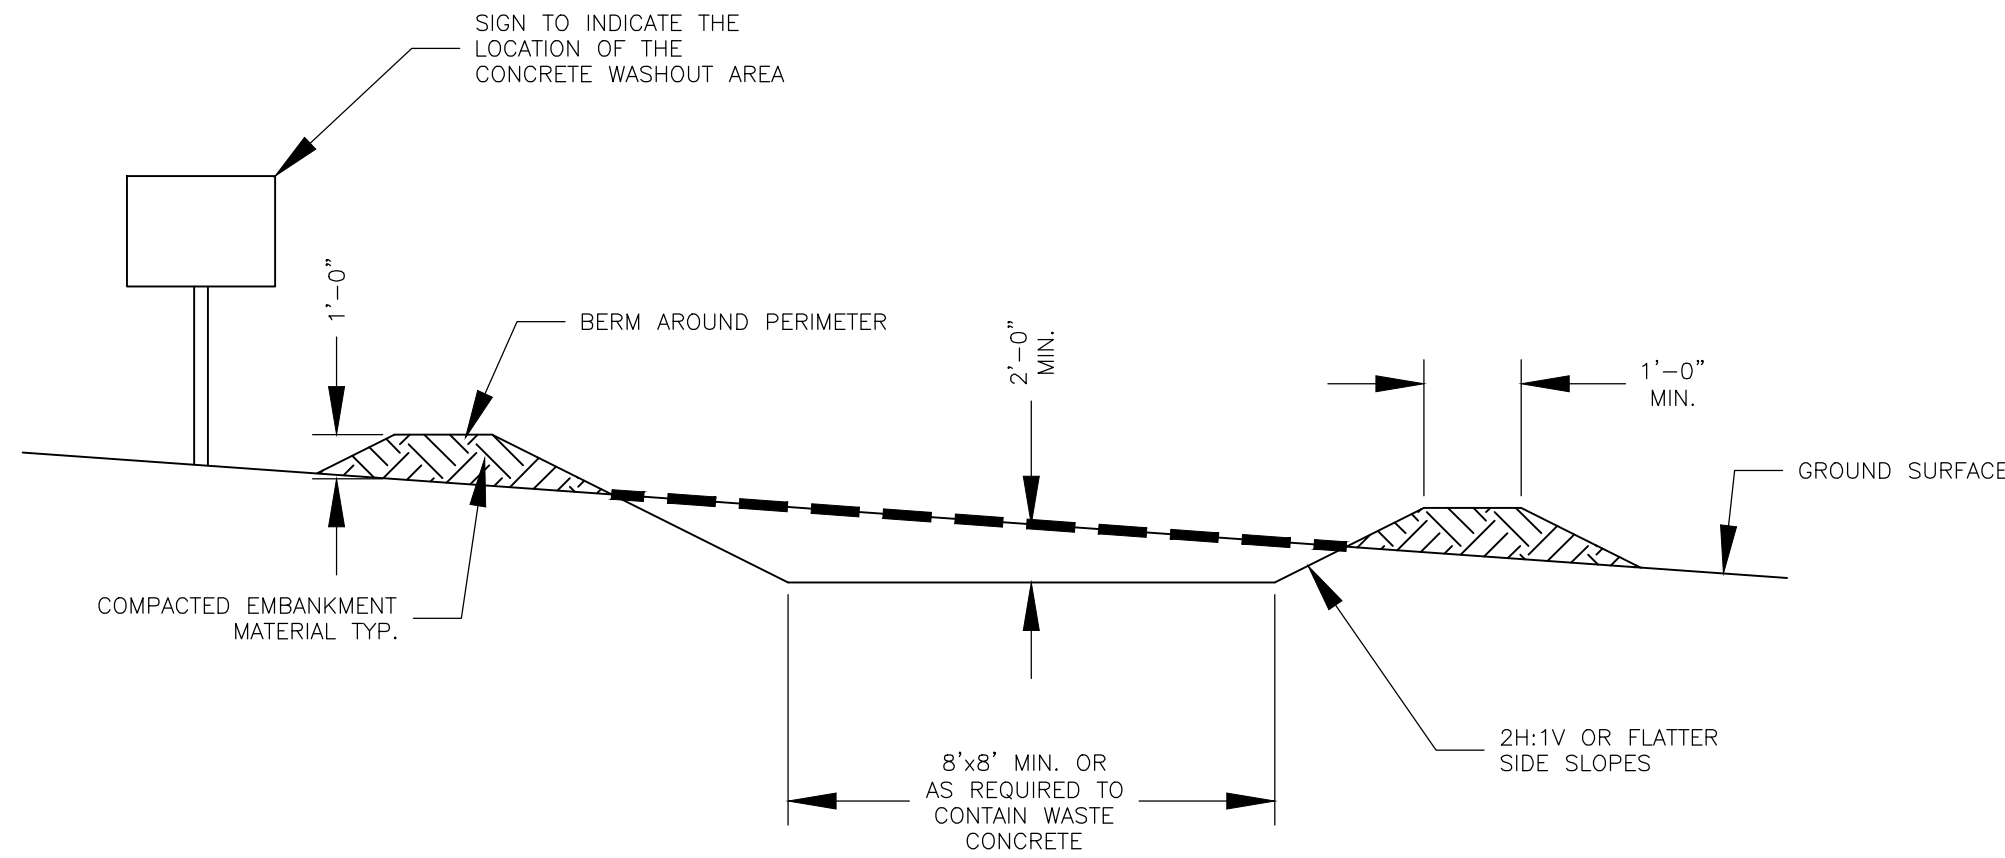 SIGN TO INDICATE THE
LOCATION OF THE
CONCRETE WASHOUT AREA
1'-0"
BERM AROUND PERIMETER
2'-0"
MIN.
1'-0"
MIN.
GROUND SURFACE
COMPACTED EMBANKMENT
MATERIAL TYP.
2H:1V OR FLATTER
SIDE SLOPES
8'x8' MIN. OR
AS REQUIRED TO
CONTAIN WASTE
CONCRETE